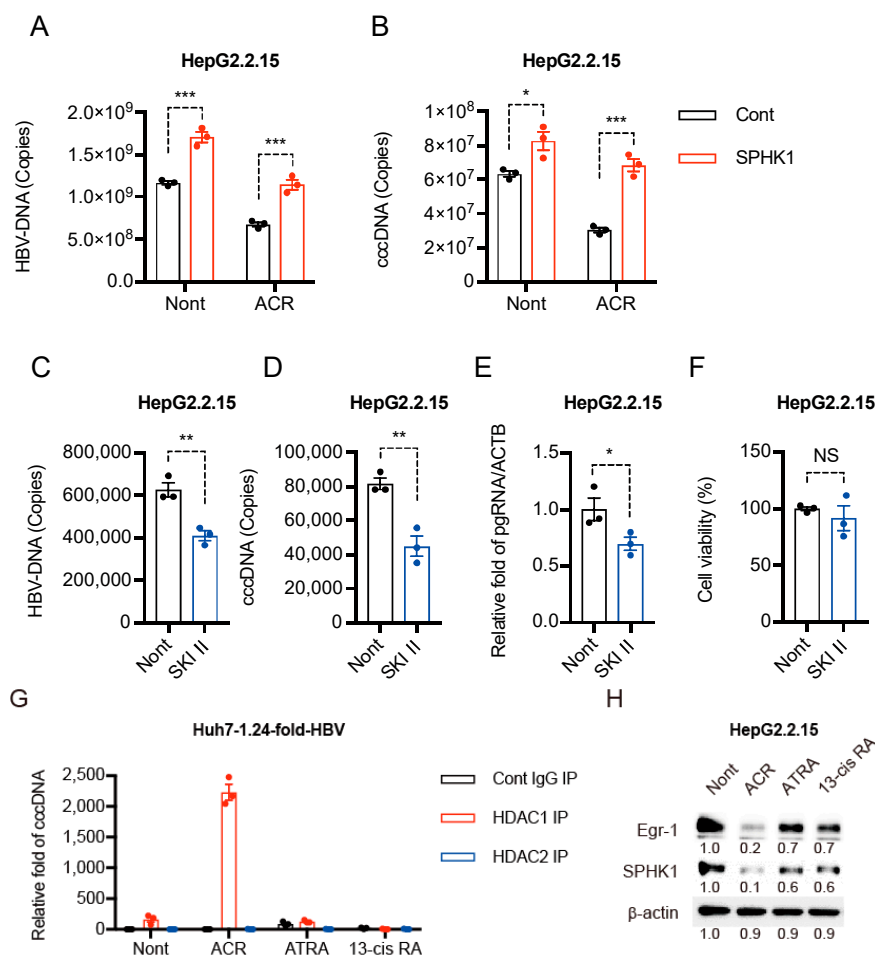 A
HepG2.2.15
HBV-DNA (Copies)
2.0×10⁹
1.5×10⁹
1.0×10⁹
5.0×10⁸
0.0
***
***
Nont
ACR
B
HepG2.2.15
cccDNA (Copies)
1×10⁸
8×10⁷
6×10⁷
4×10⁷
2×10⁷
0
*
***
Nont
ACR
Cont
SPHK1
C
HepG2.2.15
HBV-DNA (Copies)
800,000
600,000
400,000
200,000
0
**
Nont
SKI II
D
HepG2.2.15
cccDNA (Copies)
100,000
80,000
60,000
40,000
20,000
0
**
Nont
SKI II
E
HepG2.2.15
Relative fold of pgRNA/ACTB
1.5
1.0
0.5
0.0
*
Nont
SKI II
F
HepG2.2.15
Cell viability (%)
150
100
50
0
NS
Nont
SKI II
G
Huh7-1.24-fold-HBV
Relative fold of cccDNA
2,500
2,000
1,500
1,000
500
0
Nont
ACR
ATRA
13-cis RA
Cont IgG IP
HDAC1 IP
HDAC2 IP
H
HepG2.2.15
Nont ACR ATRA 13-cis RA
Egr-1
1.0 0.2 0.7 0.7
SPHK1
1.0 0.1 0.6 0.6
β-actin
1.0 0.9 0.9 0.9